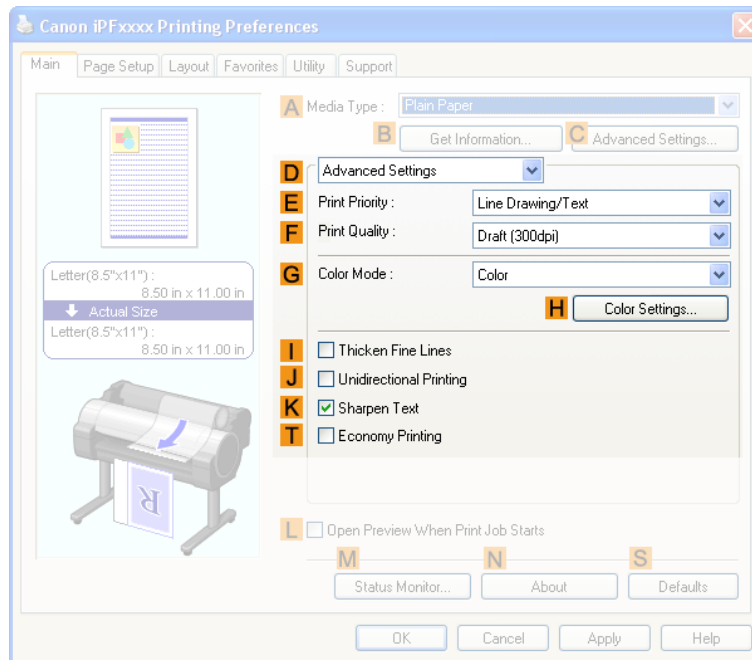 Canon iPFxxxx Printing Preferences
Main Page Setup Layout Favorites Utility Support
A Media Type : Plain Paper
B Get Information... C Advanced Settings...
D Advanced Settings
E Print Priority : Line Drawing/Text
F Print Quality : Draft (300dpi)
G Color Mode : Color
H Color Settings...
I Thicken Fine Lines
J Unidirectional Printing
K Sharpen Text
T Economy Printing
Letter(8.5"x11") :
8.50 in x 11.00 in
Actual Size
Letter(8.5"x11") :
8.50 in x 11.00 in
R
L Open Preview When Print Job Starts
M N S
Status Monitor... About Defaults
OK Cancel Apply Help